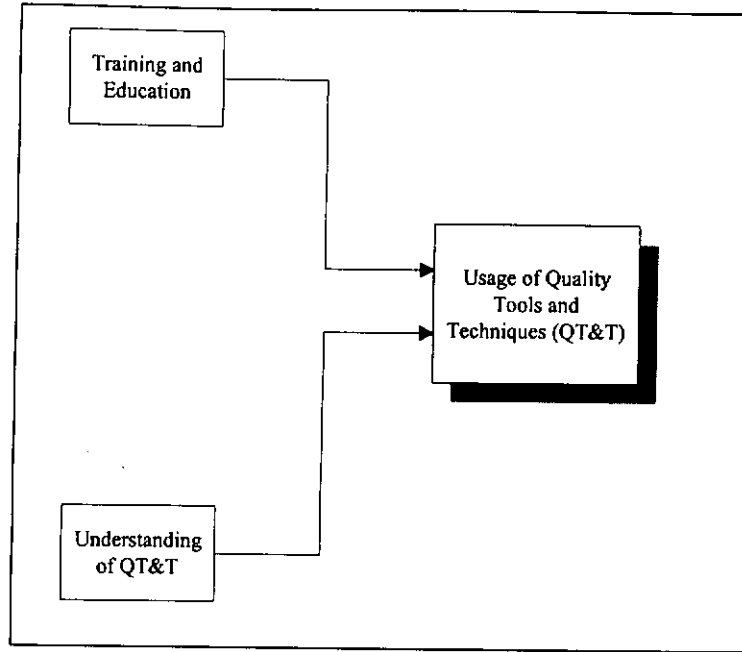 Training and
Education
Usage of Quality
Tools and
Techniques (QT&T)
Understanding
of QT&T